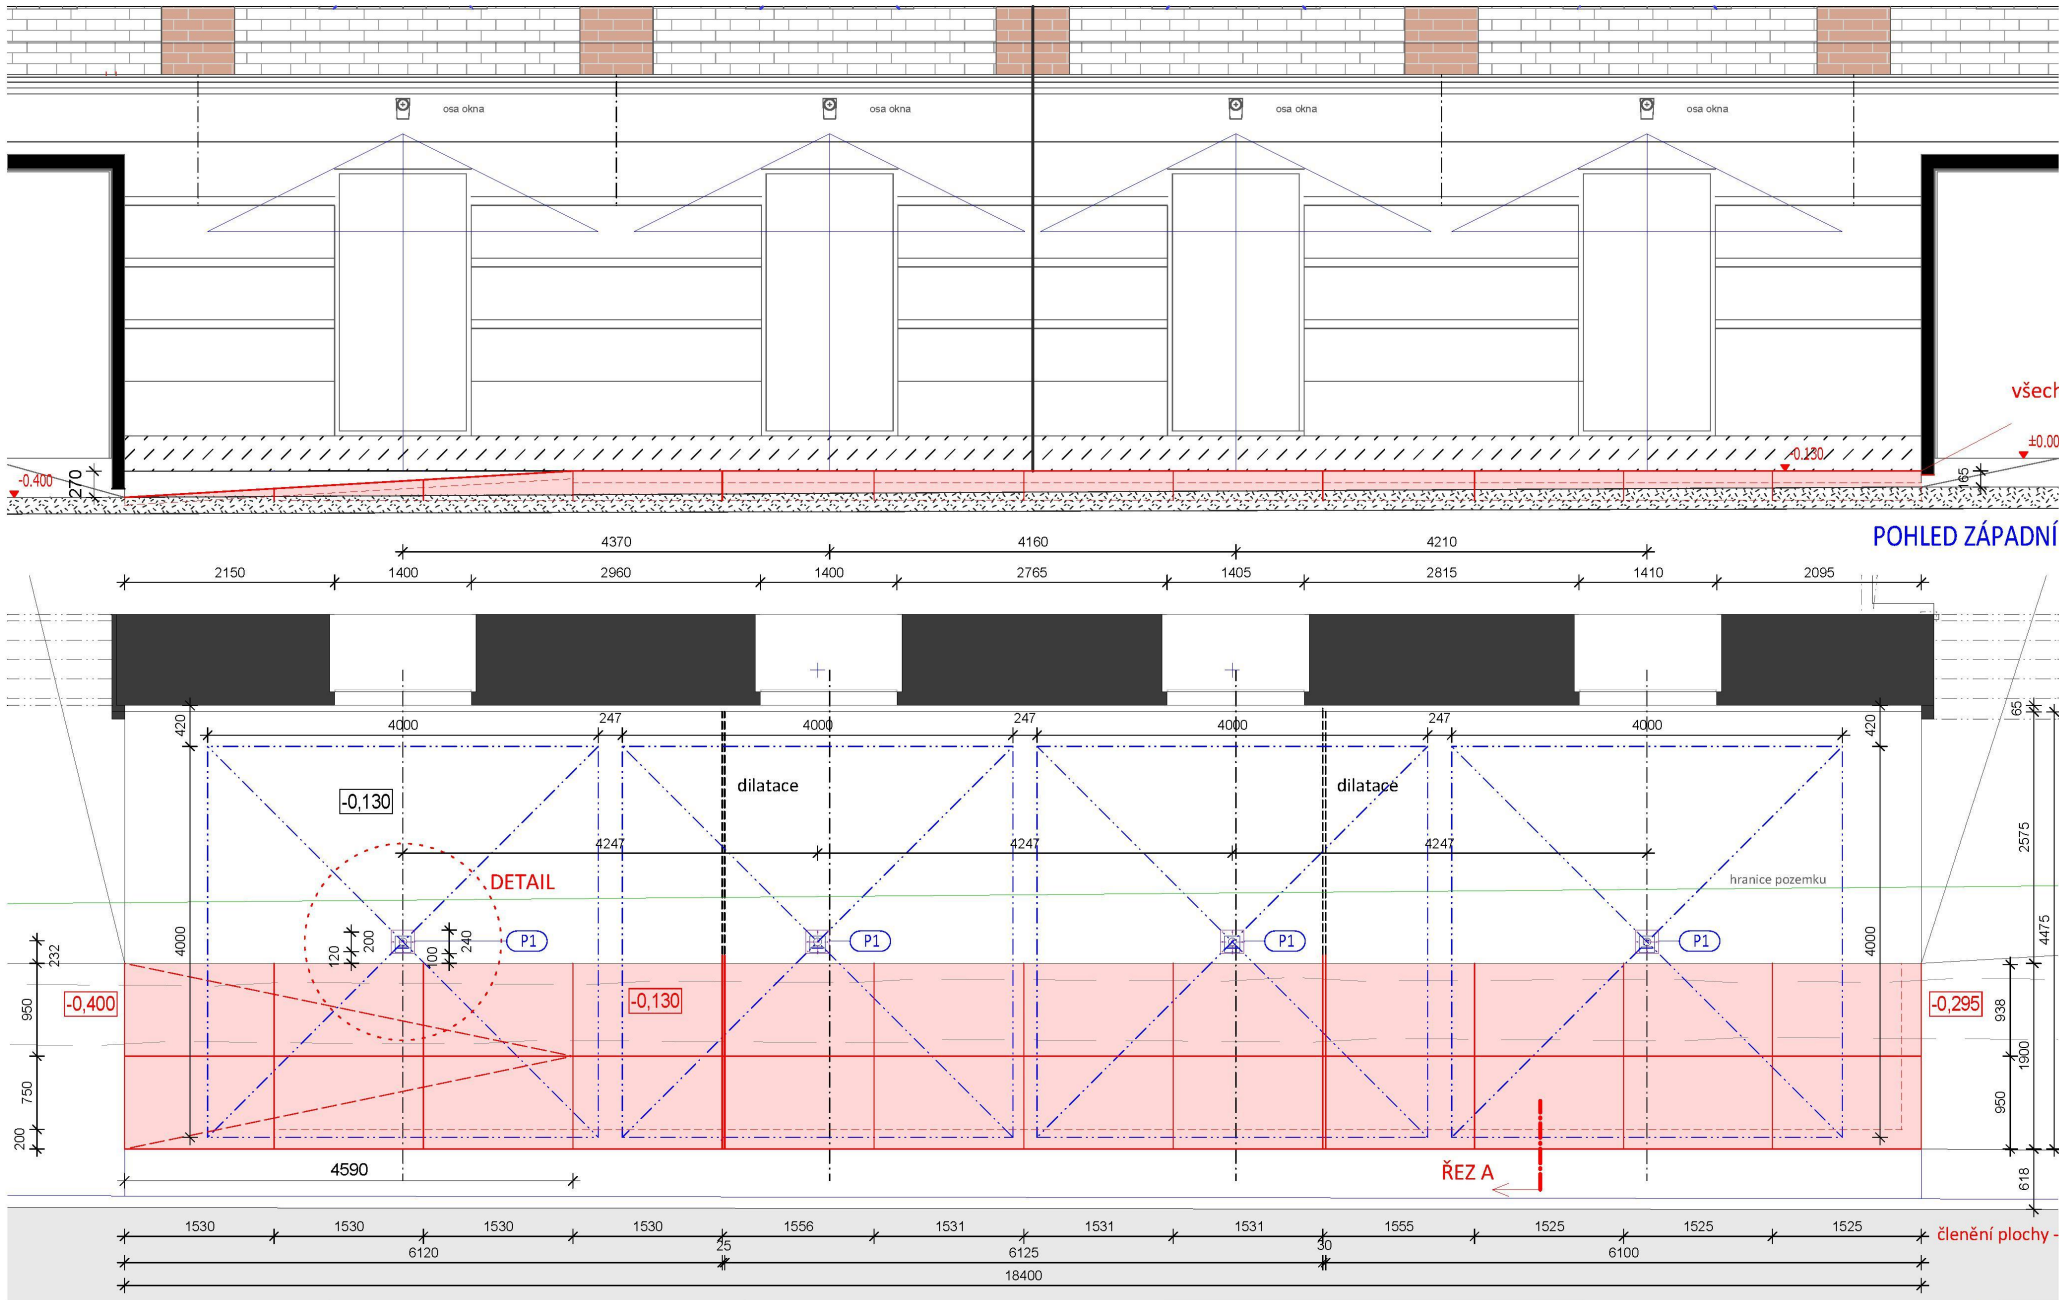 osa okna osa okna osa okna osa okna
všech
±0.00
-0.130
-0.400
270
165
POHLED ZÁPADNÍ
4370 4160 4210
2150 1400 2960 1400 2765 1405 2815 1410 2095
420 4000 247 4000 247 4000 247 4000 420 65
dilatace dilatace
-0,130
2575
4247 4247 4247
DETAIL
hranice pozemku
4475
232 4000 120 200 100 240 P1 P1 P1 P1 4000
-0,400 -0,130 -0,295
950 938
1900
750 950
200
4590
ŘEZ A
618
1530 1530 1530 1530 1556 1531 1531 1531 1555 1525 1525 1525
členění plochy -
6120 25 6125 30 6100
18400